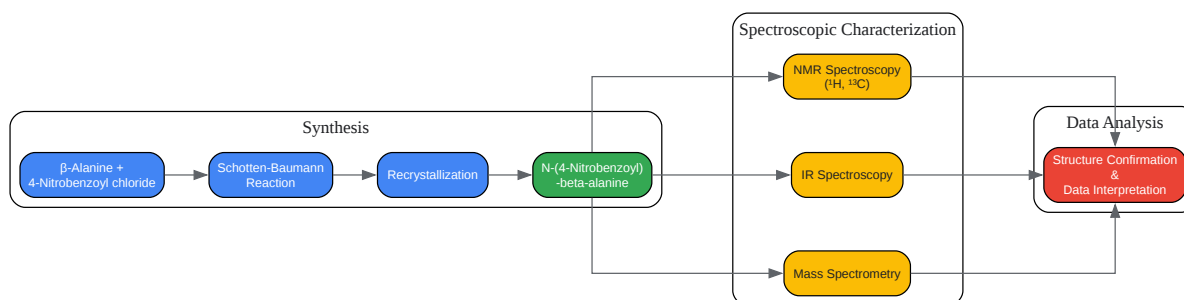 Synthesis
β-Alanine +
4-Nitrobenzoyl chloride
Schotten-Baumann
Reaction
Recrystallization
N-(4-Nitrobenzoyl)
-beta-alanine
Spectroscopic Characterization
NMR Spectroscopy
(¹H, ¹³C)
IR Spectroscopy
Mass Spectrometry
Data Analysis
Structure Confirmation
&
Data Interpretation